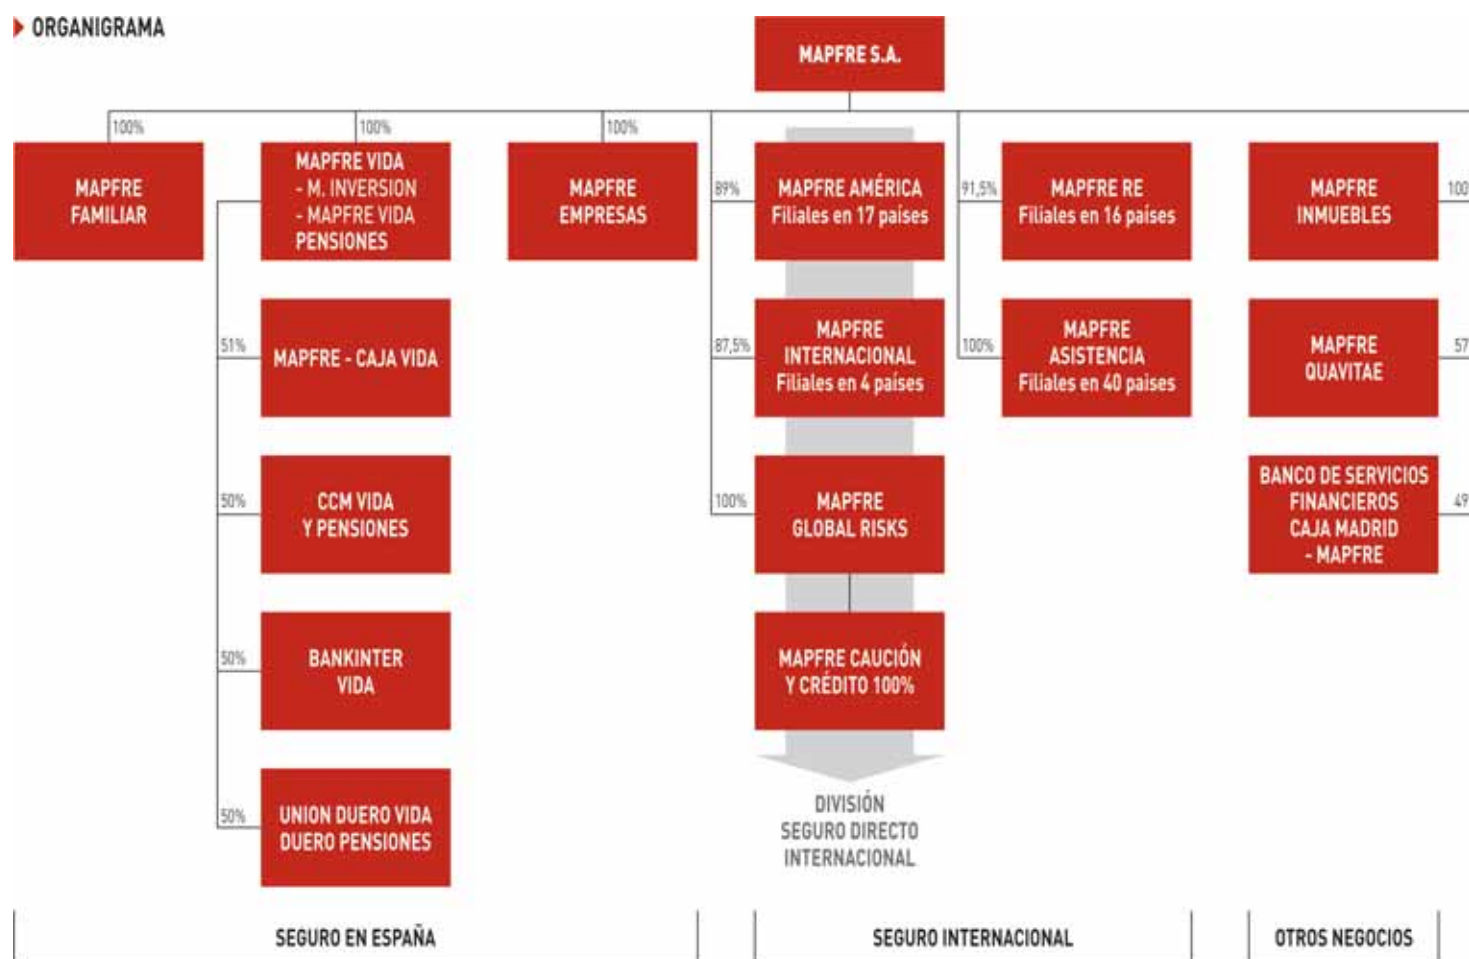 ORGANIGRAMA
MAPFRE S.A.
100%
100%
100%
MAPFRE
FAMILIAR
MAPFRE VIDA
- M. INVERSION
- MAPFRE VIDA
PENSIONES
MAPFRE
EMPRESAS
89%
MAPFRE AMÉRICA
Filiales en 17 países
91,5%
MAPFRE RE
Filiales en 16 países
MAPFRE
INMUEBLES
100
51%
MAPFRE - CAJA VIDA
87,5%
MAPFRE
INTERNACIONAL
Filiales en 4 países
100%
MAPFRE
ASISTENCIA
Filiales en 40 paises
MAPFRE
QUAVITAE
57
50%
CCM VIDA
Y PENSIONES
100%
MAPFRE
GLOBAL RISKS
BANCO DE SERVICIOS
FINANCIEROS
CAJA MADRID
- MAPFRE
49
50%
BANKINTER
VIDA
MAPFRE CAUCIÓN
Y CRÉDITO 100%
50%
UNION DUERO VIDA
DUERO PENSIONES
DIVISIÓN
SEGURO DIRECTO
INTERNACIONAL
SEGURO EN ESPAÑA
SEGURO INTERNACIONAL
OTROS NEGOCIOS